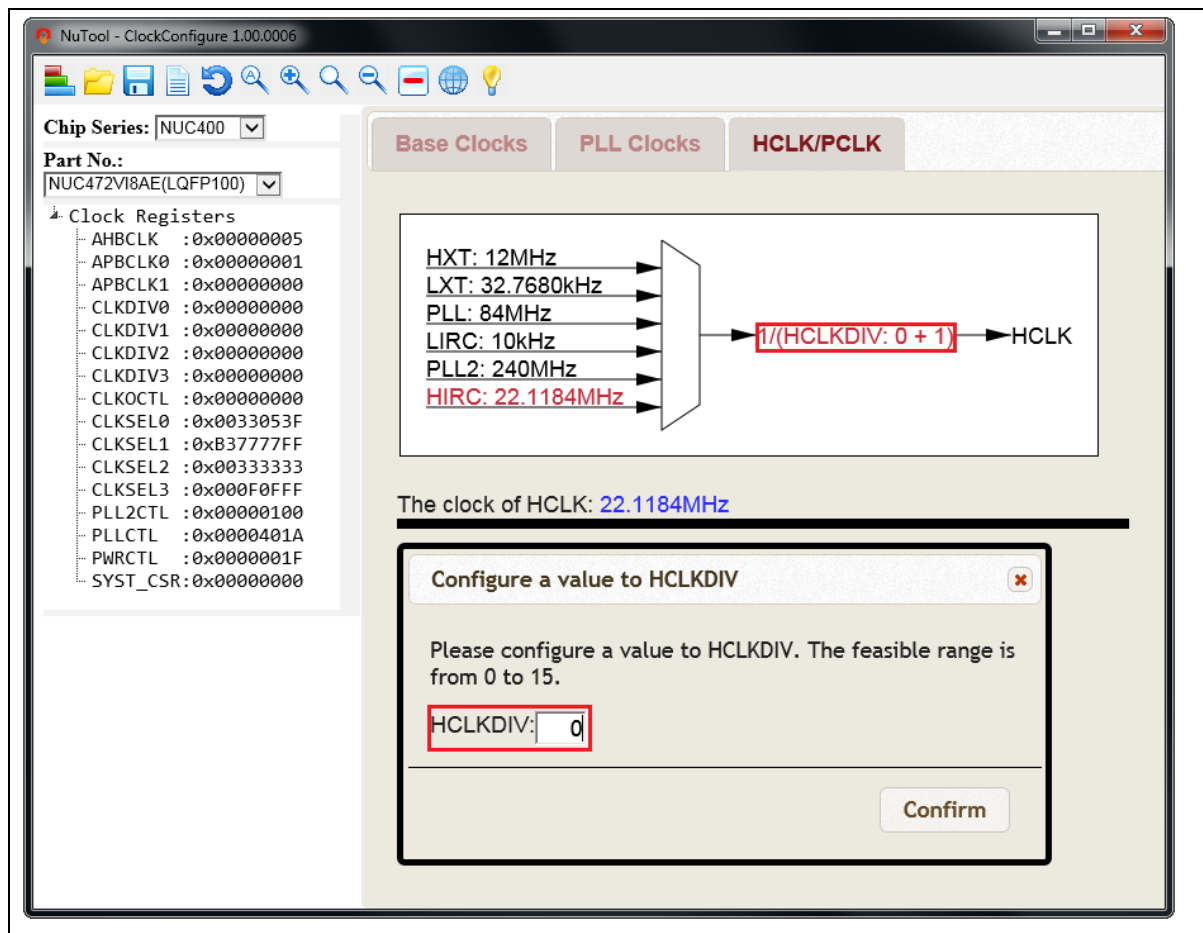 NuTool - ClockConfigure 1.00.0006
Chip Series: NUC400
Part No.:
NUC472VI8AE(LQFP100)
Clock Registers
AHBCLK :0x00000005
APBCLK0 :0x00000001
APBCLK1 :0x00000000
CLKDIV0 :0x00000000
CLKDIV1 :0x00000000
CLKDIV2 :0x00000000
CLKDIV3 :0x00000000
CLKOCTL :0x00000000
CLKSEL0 :0x0033053F
CLKSEL1 :0xB37777FF
CLKSEL2 :0x00333333
CLKSEL3 :0x000F0FFF
PLL2CTL :0x00000100
PLLCTL :0x0000401A
PWRCTL :0x0000001F
SYST_CSR:0x00000000
Base Clocks PLL Clocks HCLK/PCLK
HXT: 12MHz
LXT: 32.7680kHz
PLL: 84MHz
LIRC: 10kHz
PLL2: 240MHz
HIRC: 22.1184MHz
1/(HCLKDIV: 0 + 1)
HCLK
The clock of HCLK: 22.1184MHz
Configure a value to HCLKDIV
Please configure a value to HCLKDIV. The feasible range is
from 0 to 15.
HCLKDIV: 0
Confirm